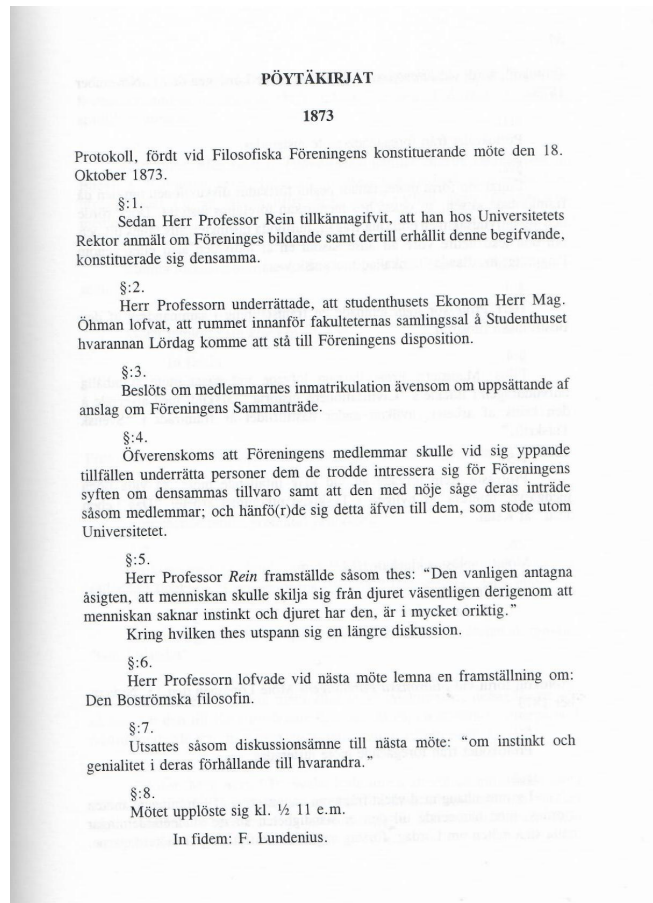 PÖYTÄKIRJAT
1873
Protokoll, fördt vid Filosofiska Föreningens konstituerande möte den 18.
Oktober 1873.
§:1.
Sedan Herr Professor Rein tillkännagifvit, att han hos Universitetets
Rektor anmält om Föreninges bildande samt dertill erhållit denne begifvande,
konstituerade sig densamma.
§:2.
Herr Professorn underrättade, att studenthusets Ekonom Herr Mag.
Öhman lofvat, att rummet innanför fakulteternas samlingssal å Studenthuset
hvarannan Lördag komme att stå till Föreningens disposition.
§:3.
Beslöts om medlemmarnes inmatrikulation ävensom om uppsättande af
anslag om Föreningens Sammanträde.
§:4.
Öfverenskoms att Föreningens medlemmar skulle vid sig yppande
tillfällen underrätta personer dem de trodde intressera sig för Föreningens
syften om densammas tillvaro samt att den med nöje såge deras inträde
såsom medlemmar; och hänfö(r)de sig detta äfven till dem, som stode utom
Universitetet.
§:5.
Herr Professor Rein framställde såsom thes: “Den vanligen antagna
åsigten, att menniskan skulle skilja sig från djuret väsentligen derigenom att
menniskan saknar instinkt och djuret har den, är i mycket oriktig.”
Kring hvilken thes utspann sig en längre diskussion.
§:6.
Herr Professorn lofvade vid nästa möte lemna en framställning om:
Den Boströmska filosofin.
§:7.
Utsattes såsom diskussionsämne till nästa möte: “om instinkt och
genialitet i deras förhållande till hvarandra.”
§:8.
Mötet upplöste sig kl. ½ 11 e.m.
In fidem: F. Lundenius.